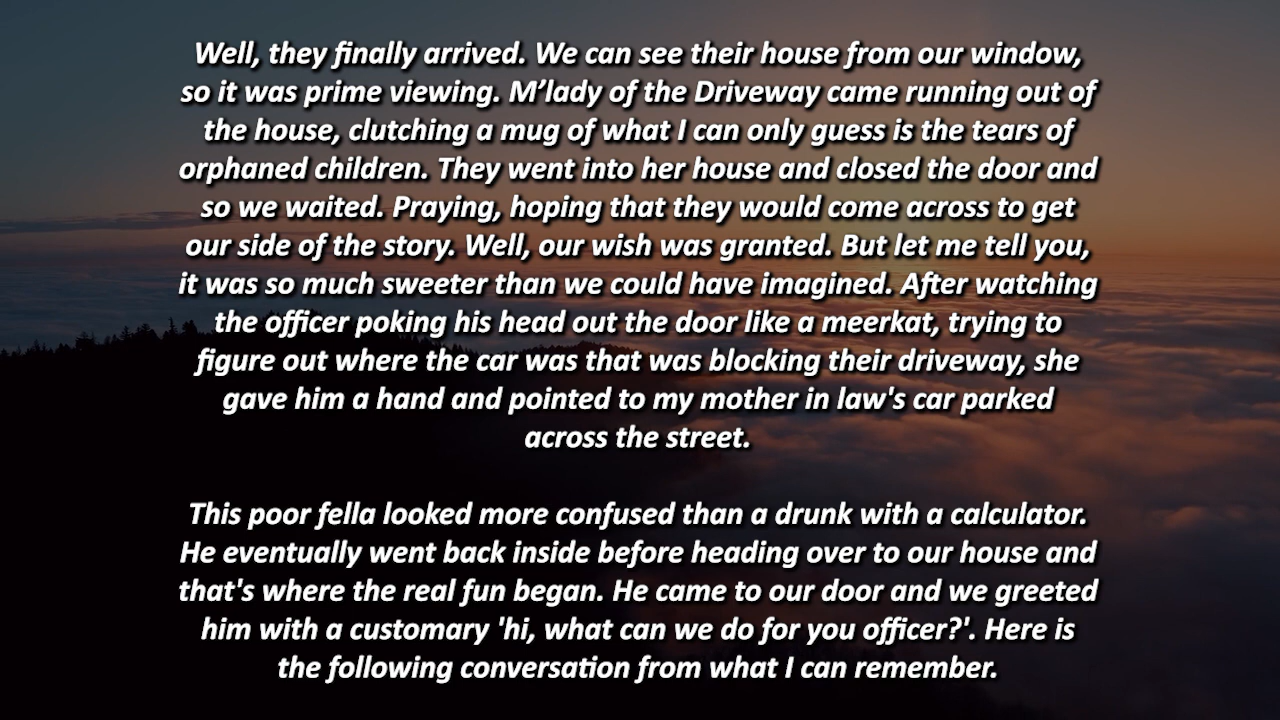 Well, they finally arrived. We can see their house from our window,
so it was prime viewing. M’lady of the Driveway came running out of
the house, clutching a mug of what I can only guess is the tears of
orphaned children. They went into her house and closed the door and
so we waited. Praying, hoping that they would come across to get
our side of the story. Well, our wish was granted. But let me tell you,
it was so much sweeter than we could have imagined. After watching
the officer poking his head out the door like a meerkat, trying to
figure out where the car was that was blocking their driveway, she
gave him a hand and pointed to my mother in law's car parked
across the street.
This poor fella looked more confused than a drunk with a calculator.
He eventually went back inside before heading over to our house and
that's where the real fun began. He came to our door and we greeted
him with a customary 'hi, what can we do for you officer?'. Here is
the following conversation from what I can remember.